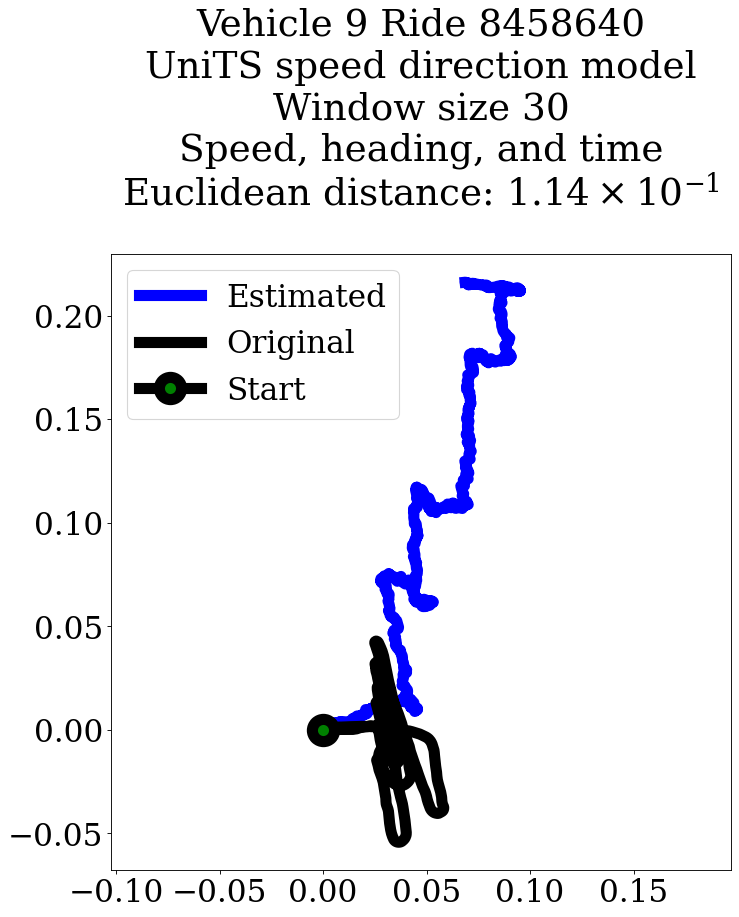 Vehicle 9 Ride 8458640
UniTS speed direction model
Window size 30
Speed, heading, and time
Euclidean distance: 1.14 × 10⁻¹
Estimated
Original
Start
0.20
0.15
0.10
0.05
0.00
−0.05
−0.10 −0.05 0.00 0.05 0.10 0.15